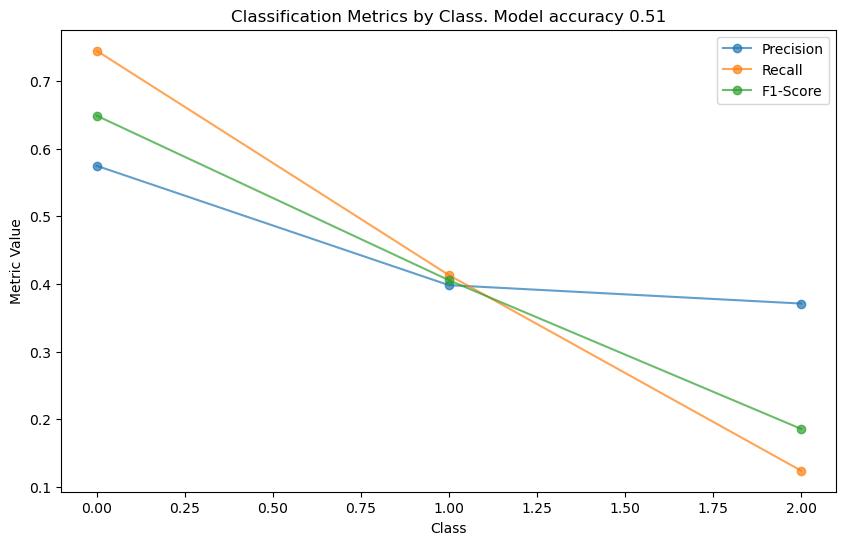 Classification Metrics by Class. Model accuracy 0.51
Precision
Recall
F1-Score
Metric Value
0.7
0.6
0.5
0.4
0.3
0.2
0.1
0.00 0.25 0.50 0.75 1.00 1.25 1.50 1.75 2.00
Class